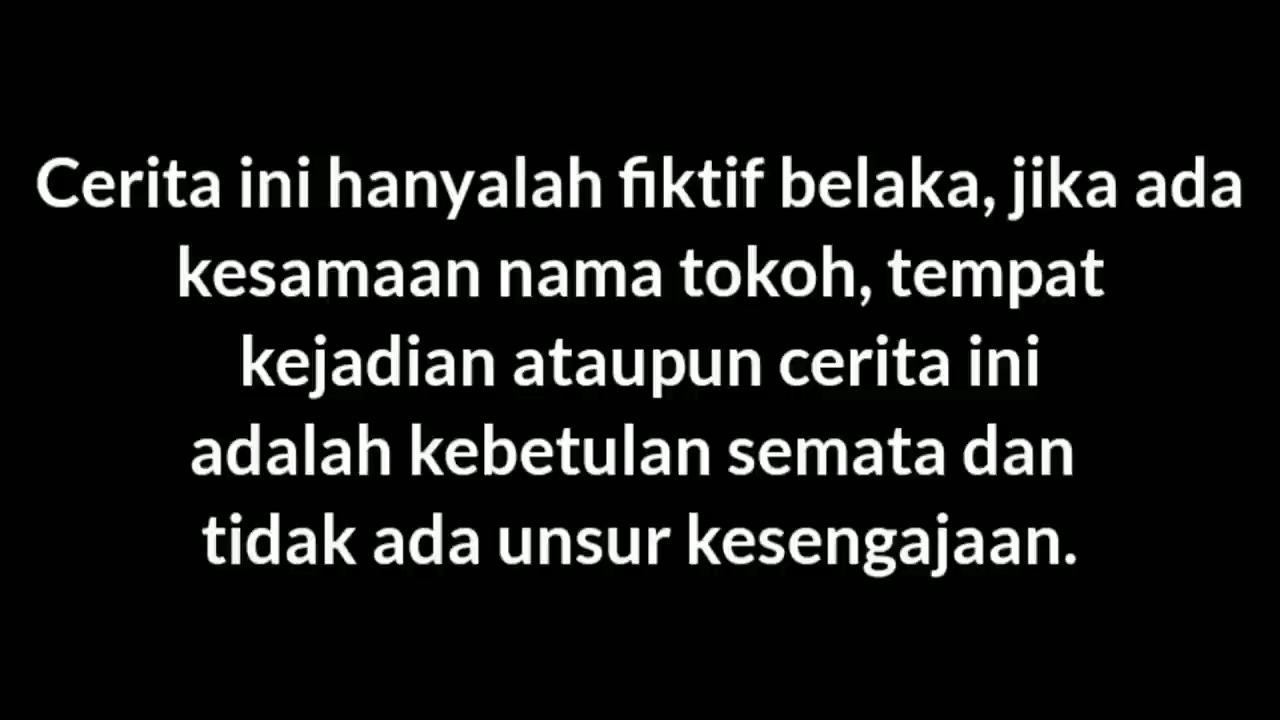 Cerita ini hanyalah fiktif belaka, jika ada
kesamaan nama tokoh, tempat
kejadian ataupun cerita ini
adalah kebetulan semata dan
tidak ada unsur kesengajaan.